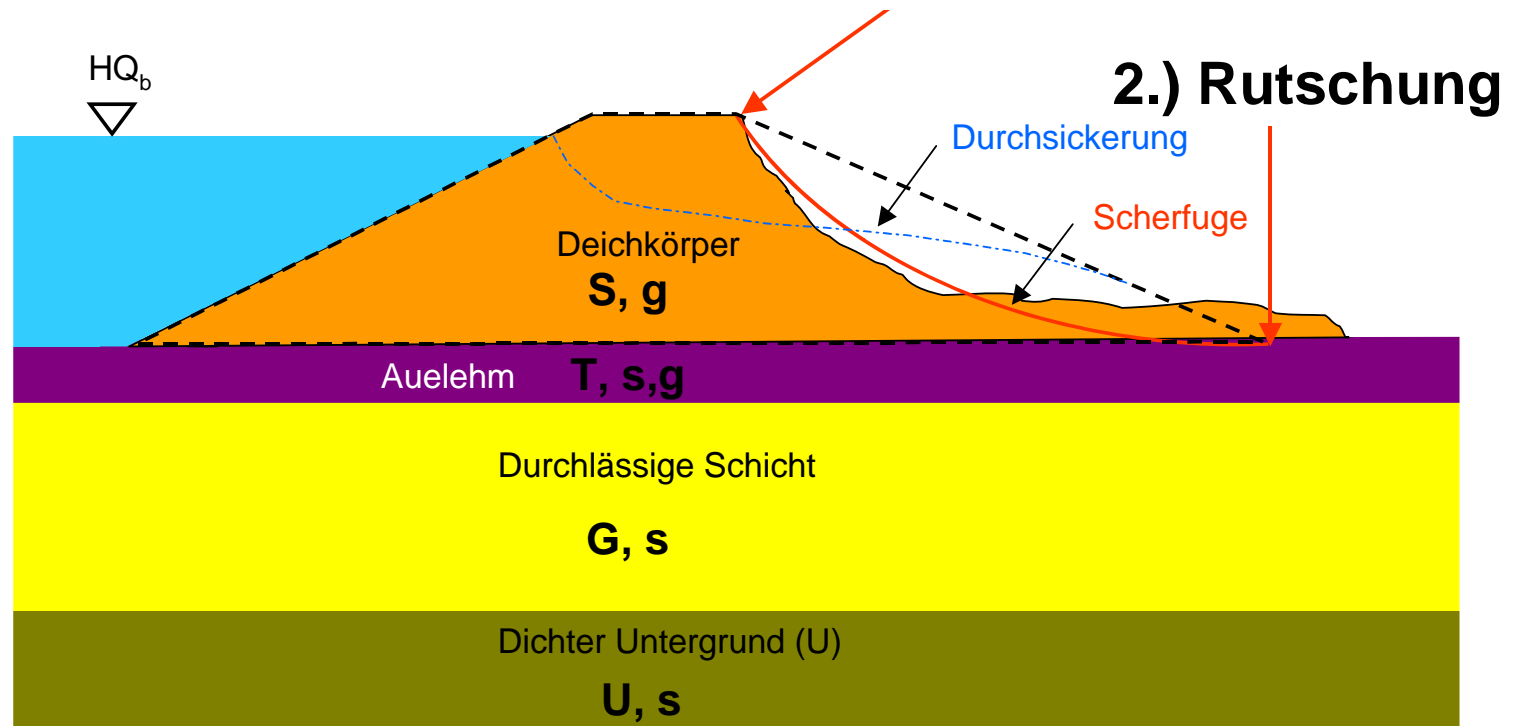 HQb
2.) Rutschung
Durchsickerung
Scherfuge
Deichkörper
S, g
Auelehm T, s,g
Durchlässige Schicht
G, s
Dichter Untergrund (U)
U, s